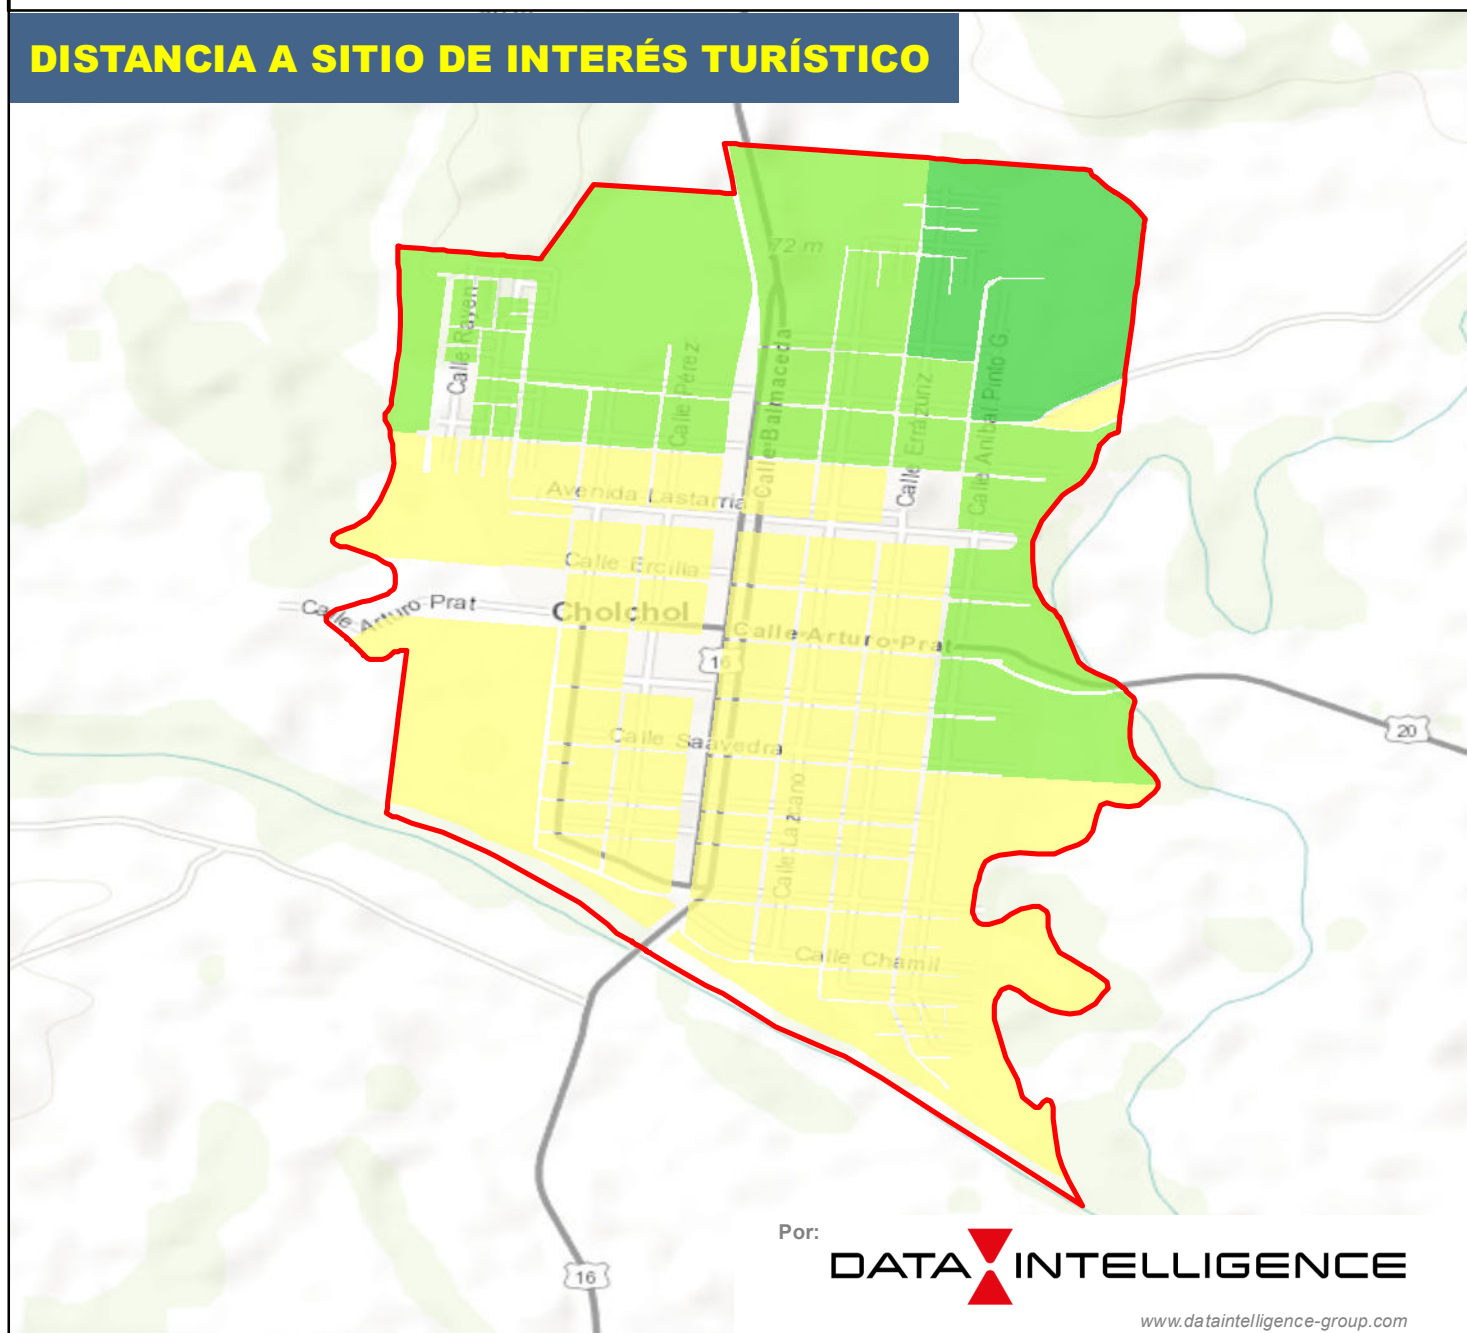 DISTANCIA A SITIO DE INTERÉS TURÍSTICO
72 m
Calle Rayen
Calle Pérez
Calle Balmaceda
Calle Errázuriz
Calle Aníbal Pinto G.
Avenida Lastarria
Calle Ercilla
Calle Arturo Prat
Cholchol
Calle Arturo Prat
16
20
Calle Saavedra
Calle Lazcano
Calle Chamil
16
Por:
DATA INTELLIGENCE
www.dataintelligence-group.com